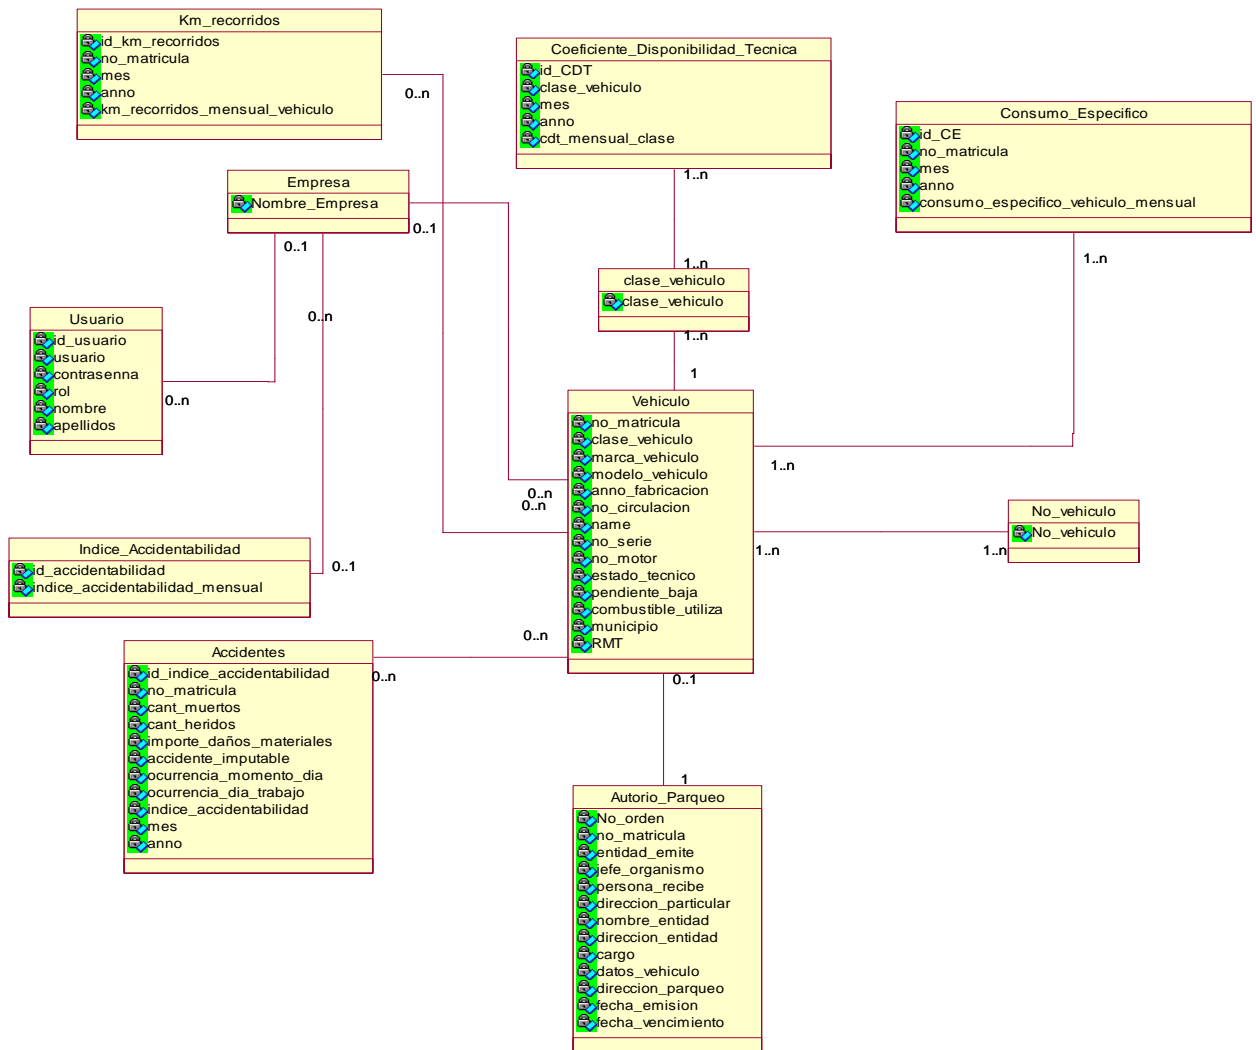 Km_recorridos
id_km_recorridos
no_matricula
mes
anno
km_recorridos_mensual_vehiculo
0..n
Coeficiente_Disponibilidad_Tecnica
id_CDT
clase_vehiculo
mes
anno
cdt_mensual_clase
1..n
Consumo_Especifico
id_CE
no_matricula
mes
anno
consumo_especifico_vehiculo_mensual
1..n
Empresa
Nombre_Empresa
0..1
0..1
0..n
1..n
clase_vehiculo
clase_vehiculo
1..n
1
Usuario
id_usuario
usuario
contrasenna
rol
nombre
apellidos
0..n
Vehiculo
no_matricula
clase_vehiculo
marca_vehiculo
modelo_vehiculo
anno_fabricacion
no_circulacion
name
no_serie
no_motor
estado_tecnico
pendiente_baja
combustible_utiliza
municipio
RMT
0..n
0..n
1..n
1..n
1..n
No_vehiculo
No_vehiculo
Indice_Accidentabilidad
id_accidentabilidad
indice_accidentabilidad_mensual
0..1
0..n
0..n
0..1
Accidentes
id_indice_accidentabilidad
no_matricula
cant_muertos
cant_heridos
importe_daños_materiales
accidente_imputable
ocurrencia_momento_dia
ocurrencia_dia_trabajo
indice_accidentabilidad
mes
anno
1
Autorio_Parqueo
No_orden
no_matricula
entidad_emite
jefe_organismo
persona_recibe
direccion_particular
nombre_entidad
direccion_entidad
cargo
datos_vehiculo
direccion_parqueo
fecha_emision
fecha_vencimiento